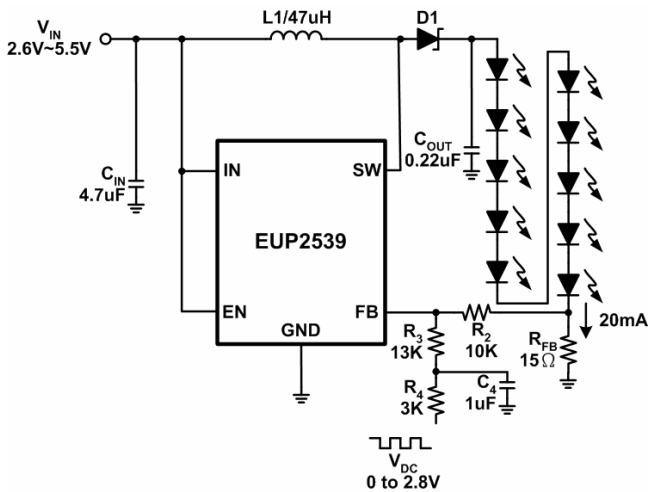 L1/47uH
D1
VIN
2.6V~5.5V
CIN
4.7uF
IN
SW
COUT
0.22uF
EUP2539
EN
FB
GND
R3
13K
R2
10K
20mA
RFB
15Ω
R4
3K
C4
1uF
VDC
0 to 2.8V